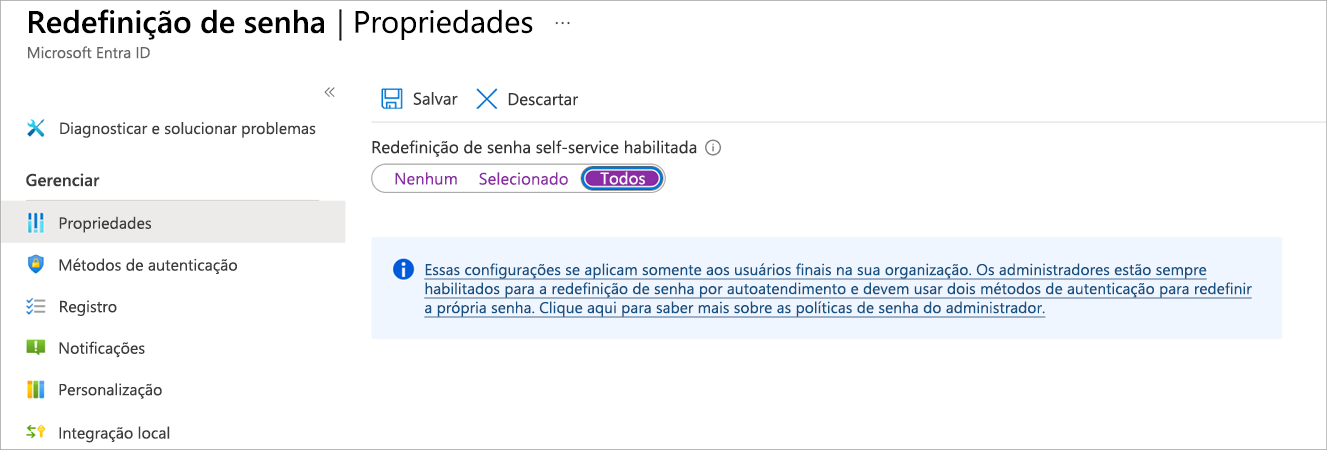 Redefinição de senha | Propriedades ...
Microsoft Entra ID
«
Diagnosticar e solucionar problemas
Gerenciar
Propriedades
Métodos de autenticação
Registro
Notificações
Personalização
Integração local
Salvar Descartar
Redefinição de senha self-service habilitada
Nenhum Selecionado Todos
Essas configurações se aplicam somente aos usuários finais na sua organização. Os administradores estão sempre
habilitados para a redefinição de senha por autoatendimento e devem usar dois métodos de autenticação para redefinir
a própria senha. Clique aqui para saber mais sobre as políticas de senha do administrador.